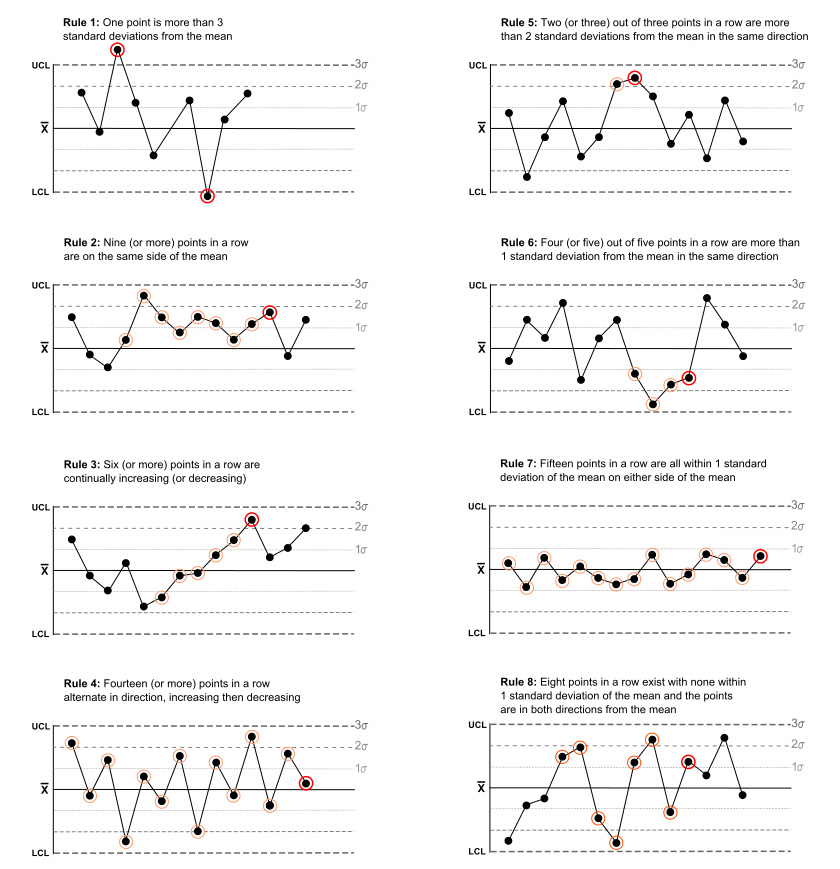 Rule 1: One point is more than 3
standard deviations from the mean
UCL
3σ
2σ
1σ
X̅
LCL
Rule 2: Nine (or more) points in a row
are on the same side of the mean
UCL
3σ
2σ
1σ
X̅
LCL
Rule 3: Six (or more) points in a row are
continually increasing (or decreasing)
UCL
3σ
2σ
1σ
X̅
LCL
Rule 4: Fourteen (or more) points in a row
alternate in direction, increasing then decreasing
UCL
3σ
2σ
1σ
X̅
LCL
Rule 5: Two (or three) out of three points in a row are more
than 2 standard deviations from the mean in the same direction
UCL
3σ
2σ
1σ
X̅
LCL
Rule 6: Four (or five) out of five points in a row are more than
1 standard deviation from the mean in the same direction
UCL
3σ
2σ
1σ
X̅
LCL
Rule 7: Fifteen points in a row are all within 1 standard
deviation of the mean on either side of the mean
UCL
3σ
2σ
1σ
X̅
LCL
Rule 8: Eight points in a row exist with none within
1 standard deviation of the mean and the points
are in both directions from the mean
UCL
3σ
2σ
1σ
X̅
LCL